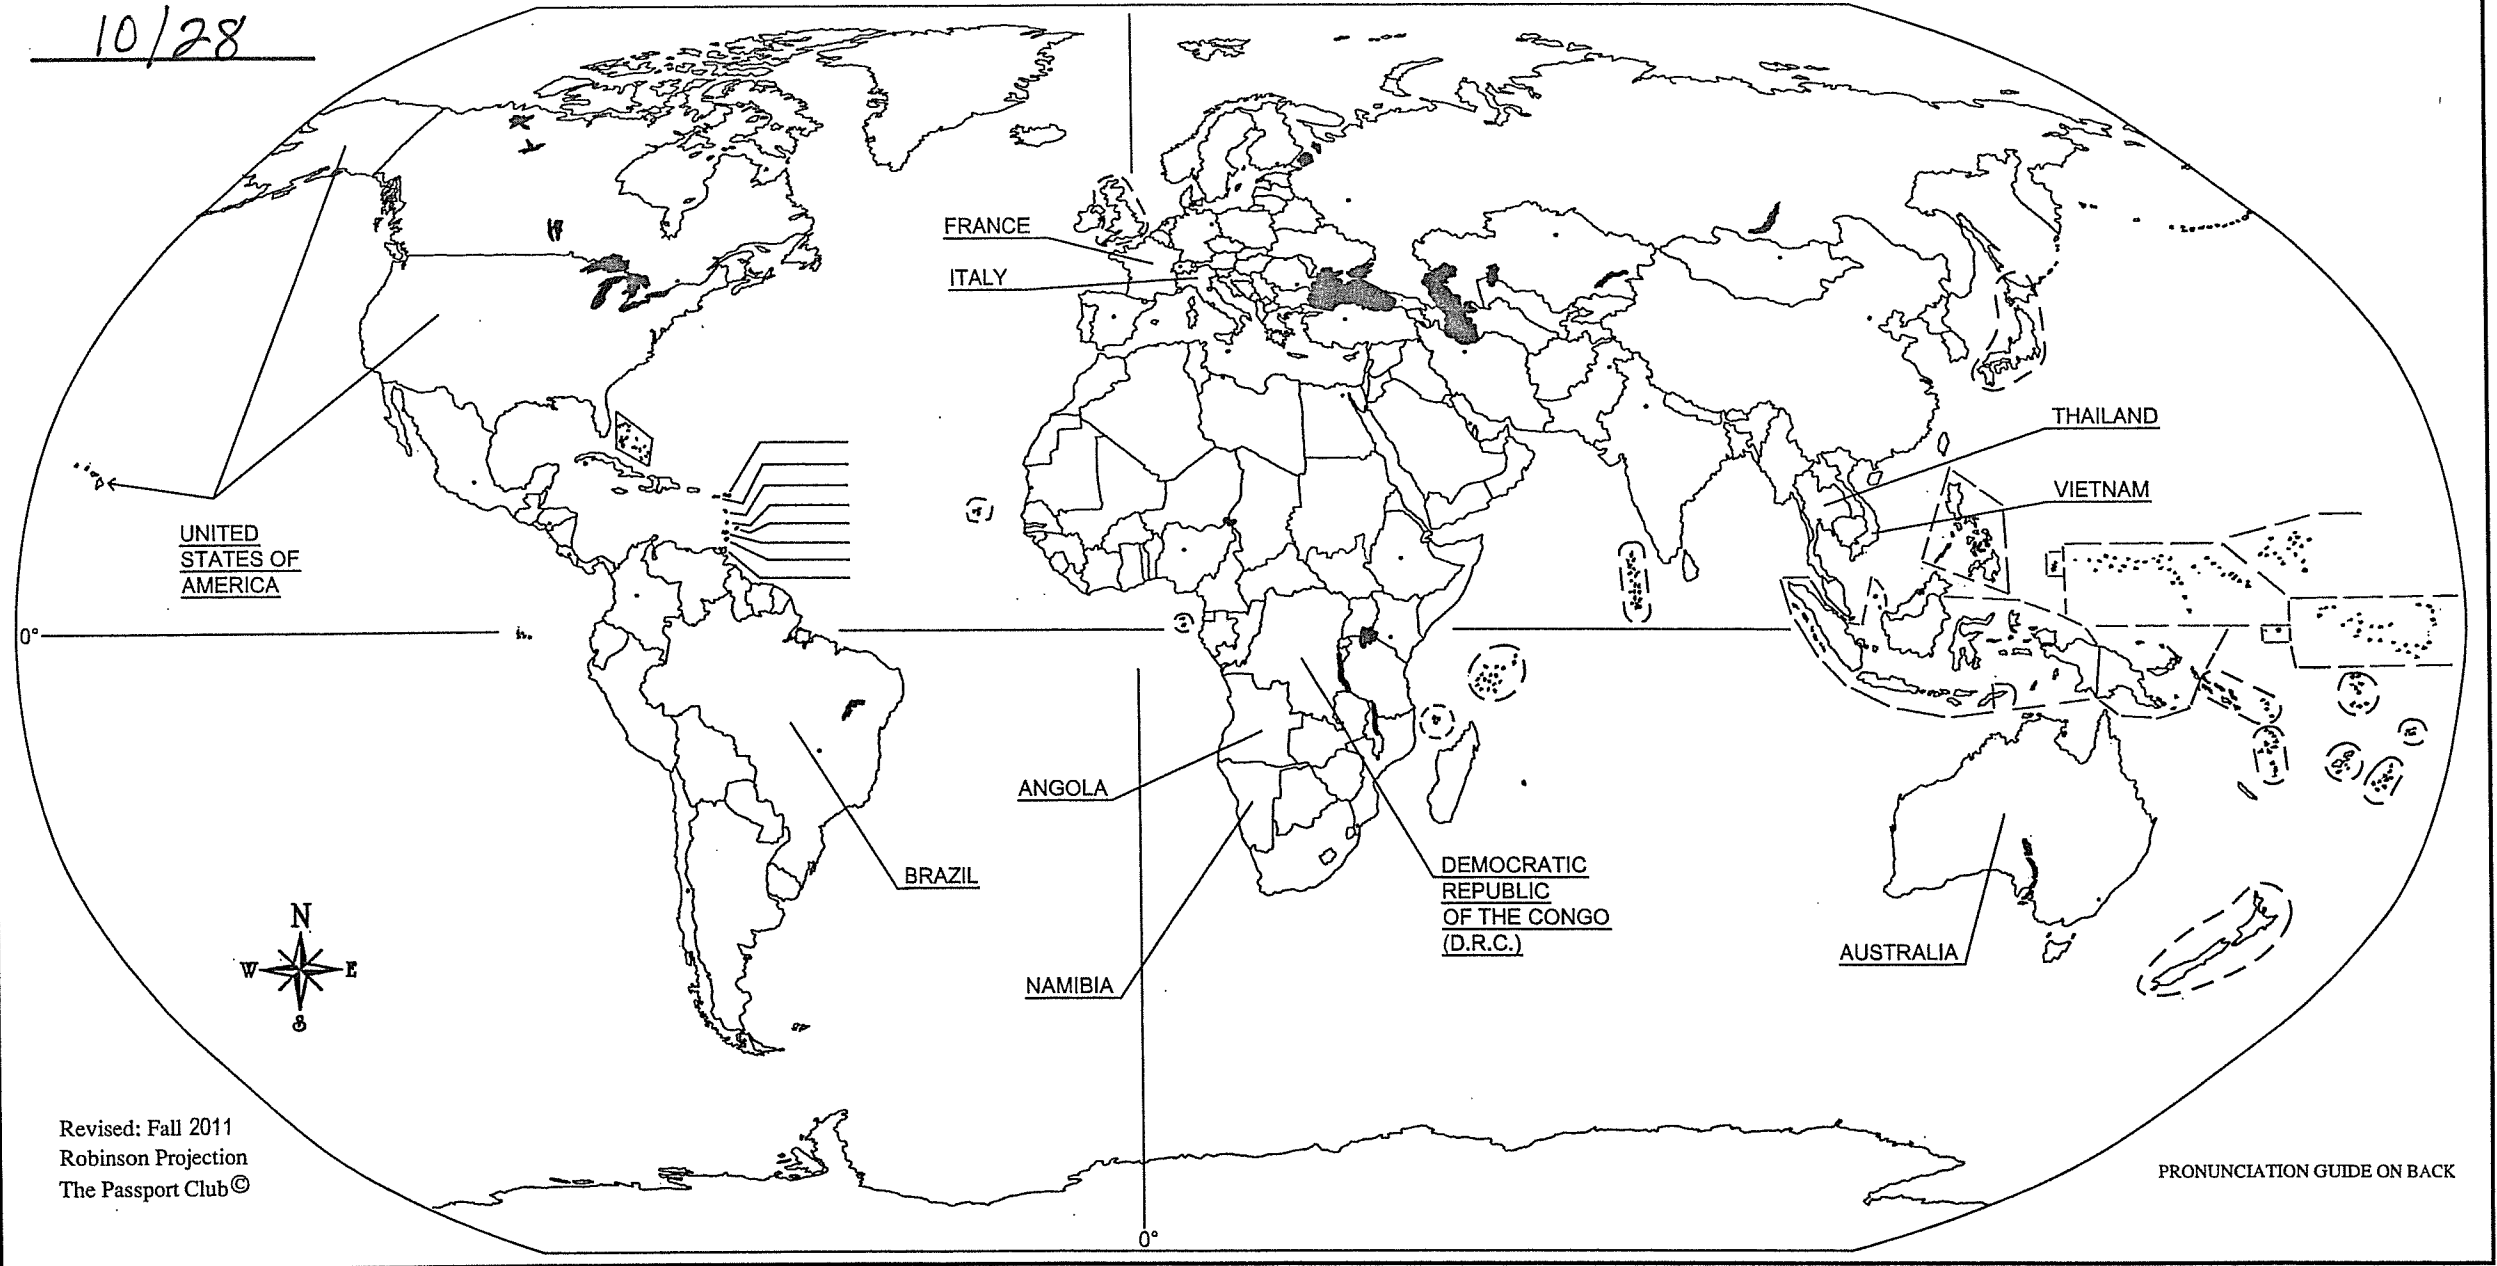 10/28
FRANCE
ITALY
THAILAND
VIETNAM
UNITED
STATES OF
AMERICA
0°
ANGOLA
BRAZIL
DEMOCRATIC
REPUBLIC
OF THE CONGO
(D.R.C.)
AUSTRALIA
NAMIBIA
N
W
E
S
Revised: Fall 2011
Robinson Projection
The Passport Club©
PRONUNCIATION GUIDE ON BACK
0°